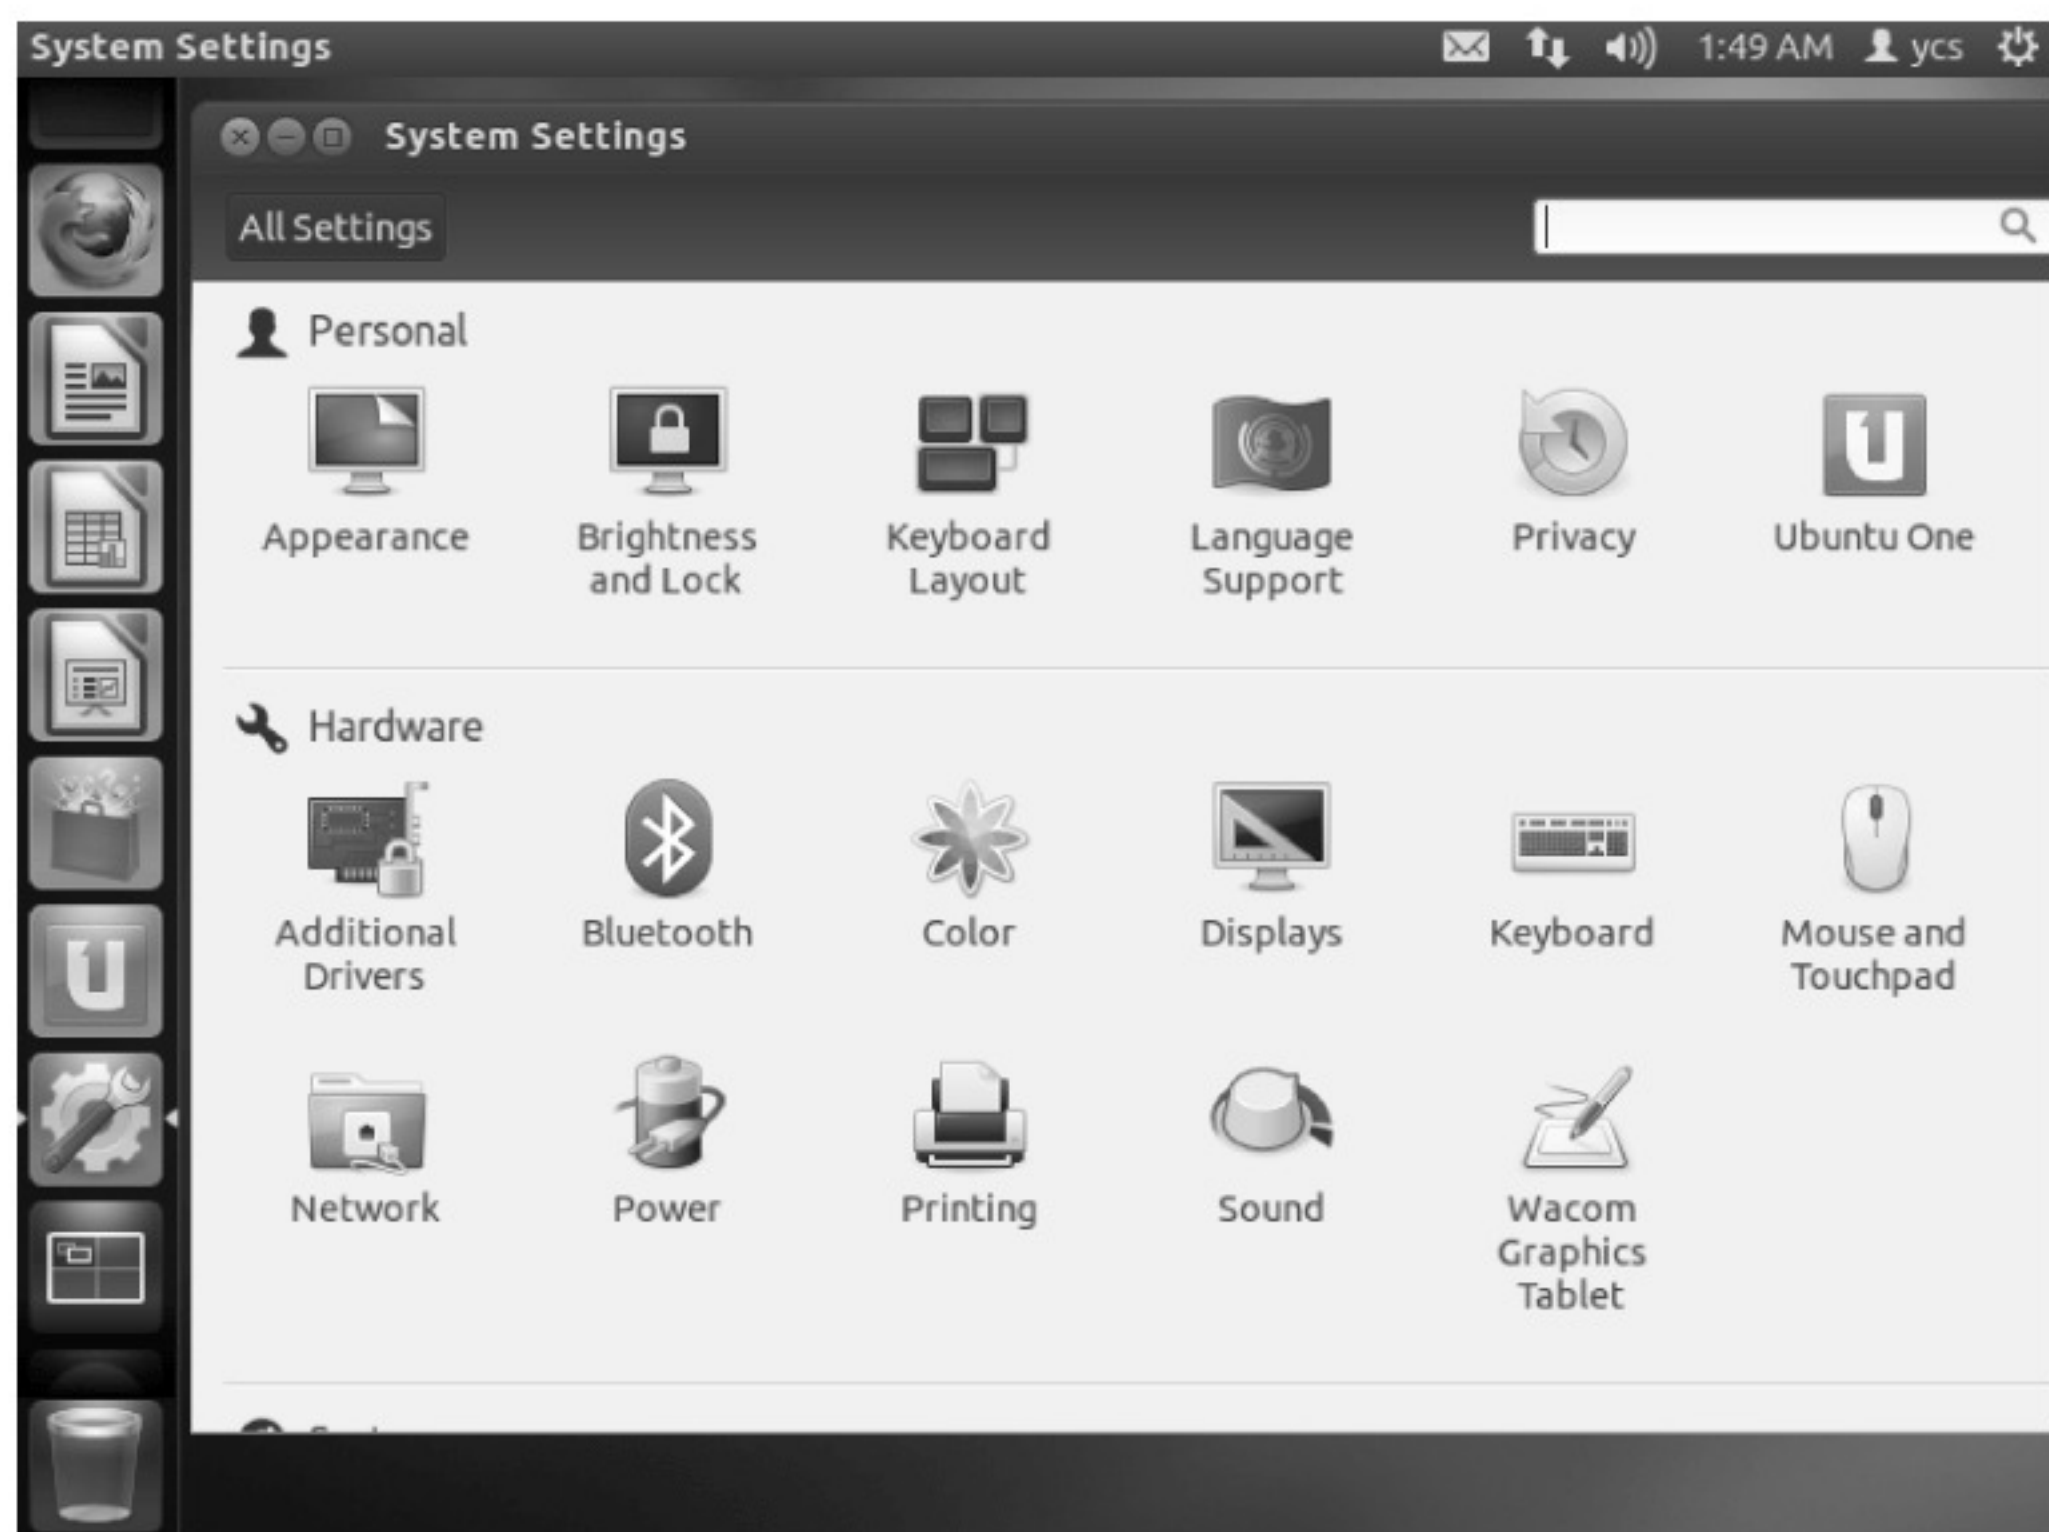 System Settings
1:49 AM ycs
System Settings
All Settings
Personal
Appearance
Brightness
and Lock
Keyboard
Layout
Language
Support
Privacy
Ubuntu One
Hardware
Additional
Drivers
Bluetooth
Color
Displays
Keyboard
Mouse and
Touchpad
Network
Power
Printing
Sound
Wacom
Graphics
Tablet